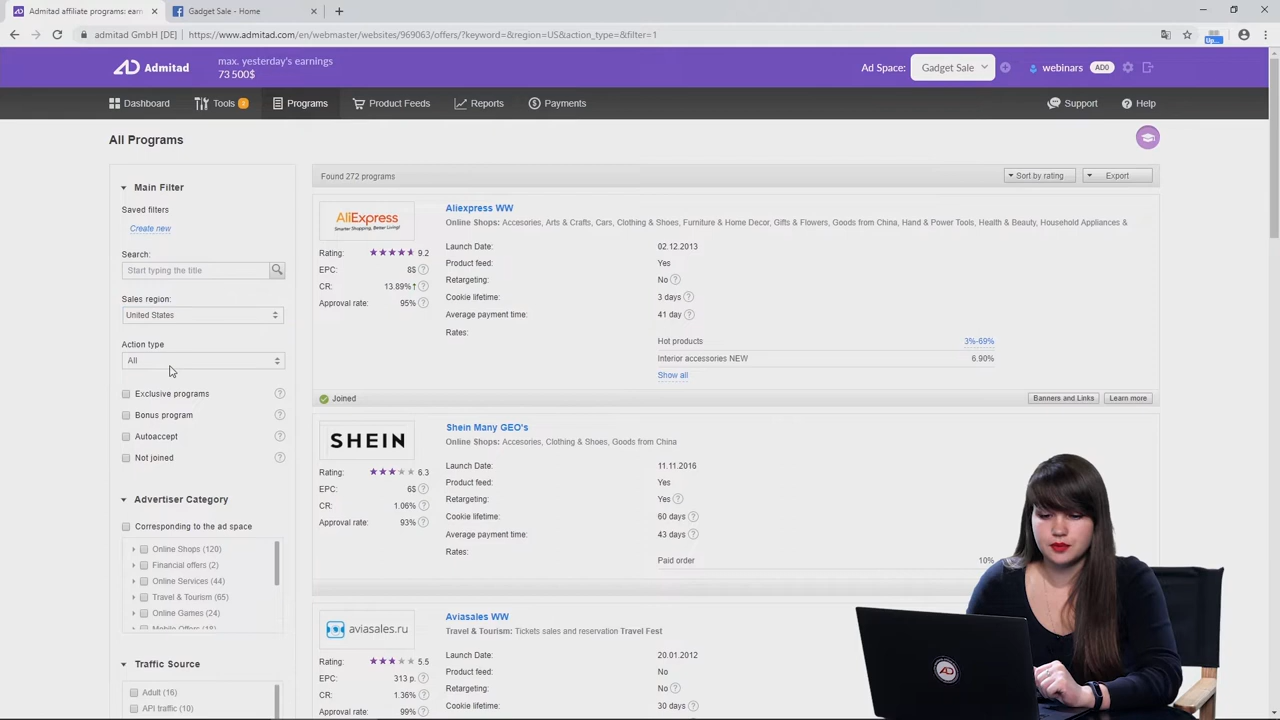 Admitad affiliate programs: earn
Gadget Sale - Home
admitad GmbH [DE]
https://www.admitad.com/en/webmaster/websites/969063/offers/?keyword=&region=US&action_type=&filter=1
Up...
Admitad
max. yesterday's earnings
73 500$
Ad Space:
Gadget Sale
webinars
AD0
Dashboard
Tools
Programs
Product Feeds
Reports
Payments
Support
Help
All Programs
Main Filter
Saved filters
Create new
Search:
Start typing the title
Sales region:
United States
Action type
All
Exclusive programs
Bonus program
Autoaccept
Not joined
Advertiser Category
Corresponding to the ad space
Online Shops (120)
Financial offers (2)
Online Services (44)
Travel & Tourism (65)
Online Games (24)
Mobile Offers (18)
Traffic Source
Adult (16)
API traffic (10)
Found 272 programs
Sort by rating
Export
AliExpress
Smarter Shopping, Better Living!
Rating: 9.2
EPC: 8$
CR: 13.89%↑
Approval rate: 95%
Aliexpress WW
Online Shops: Accesories, Arts & Crafts, Cars, Clothing & Shoes, Furniture & Home Decor, Gifts & Flowers, Goods from China, Hand & Power Tools, Health & Beauty, Household Appliances &
Launch Date: 02.12.2013
Product feed: Yes
Retargeting: No
Cookie lifetime: 3 days
Average payment time: 41 day
Rates:
Hot products 3%-69%
Interior accessories NEW 6.90%
Show all
Joined
Banners and Links
Learn more
SHEIN
Rating: 6.3
EPC: 6$
CR: 1.06%
Approval rate: 93%
Shein Many GEO's
Online Shops: Accesories, Clothing & Shoes, Goods from China
Launch Date: 11.11.2016
Product feed: Yes
Retargeting: Yes
Cookie lifetime: 60 days
Average payment time: 43 days
Rates:
Paid order 10%
aviasales.ru
Rating: 5.5
EPC: 313 p.
CR: 1.36%
Approval rate: 99%
Aviasales WW
Travel & Tourism: Tickets sales and reservation Travel Fest
Launch Date: 20.01.2012
Product feed: No
Retargeting: No
Cookie lifetime: 30 days